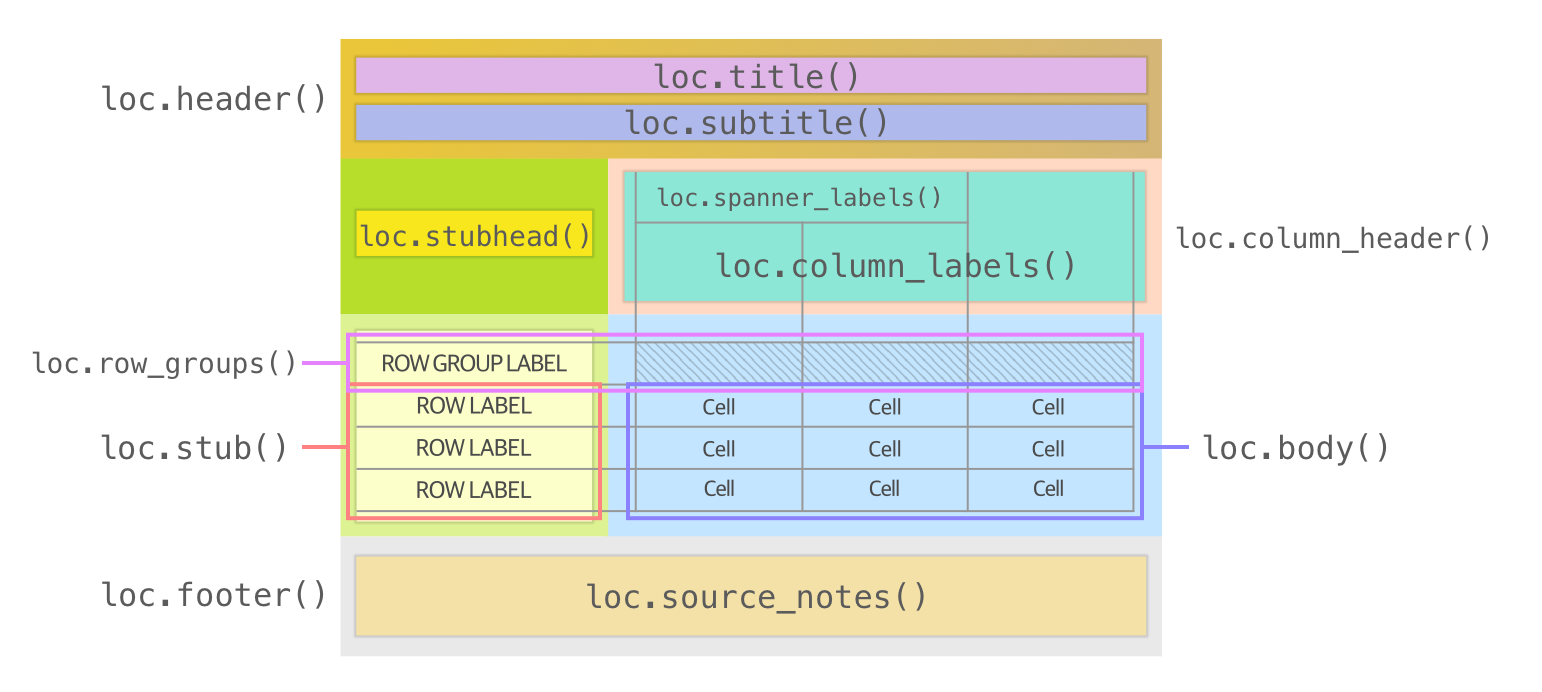 loc.header()
loc.title()
loc.subtitle()
loc.stubhead()
loc.spanner_labels()
loc.column_labels()
loc.column_header()
loc.row_groups()
ROW GROUP LABEL
ROW LABEL Cell Cell Cell
loc.stub() ROW LABEL Cell Cell Cell loc.body()
ROW LABEL Cell Cell Cell
loc.footer()
loc.source_notes()